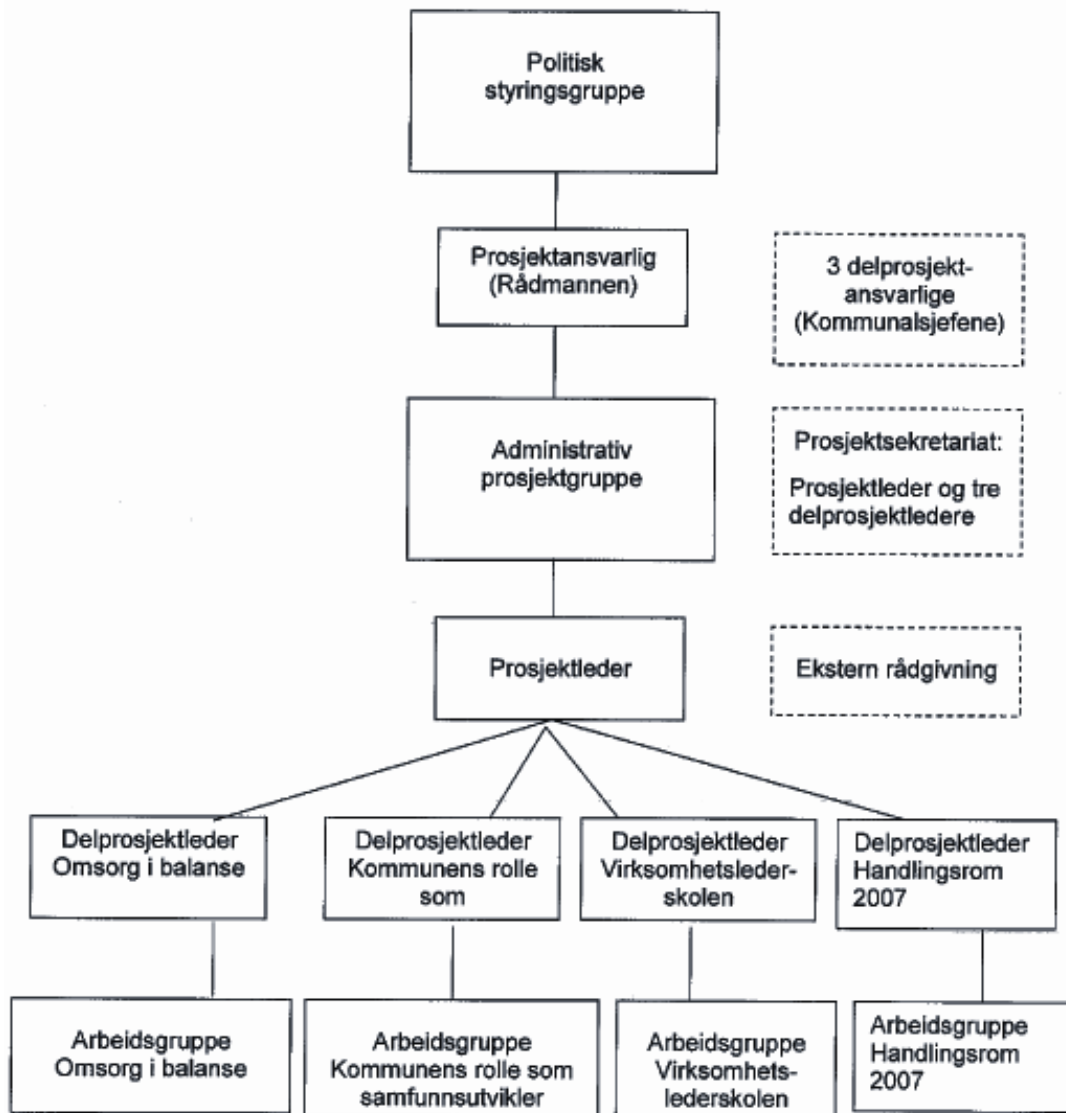 Politisk
styringsgruppe
Prosjektansvarlig
(Rådmannen)
3 delprosjekt-
ansvarlige
(Kommunalsjefene)
Administrativ
prosjektgruppe
Prosjektsekretariat:
Prosjektleder og tre
delprosjektledere
Prosjektleder
Ekstern rådgivning
Delprosjektleder
Omsorg i balanse
Delprosjektleder
Kommunens rolle
som
Delprosjektleder
Virksomhetsleder-
skolen
Delprosjektleder
Handlingsrom
2007
Arbeidsgruppe
Omsorg i balanse
Arbeidsgruppe
Kommunens rolle som
samfunnsutvikler
Arbeidsgruppe
Virksomhets-
lederskolen
Arbeidsgruppe
Handlingsrom
2007